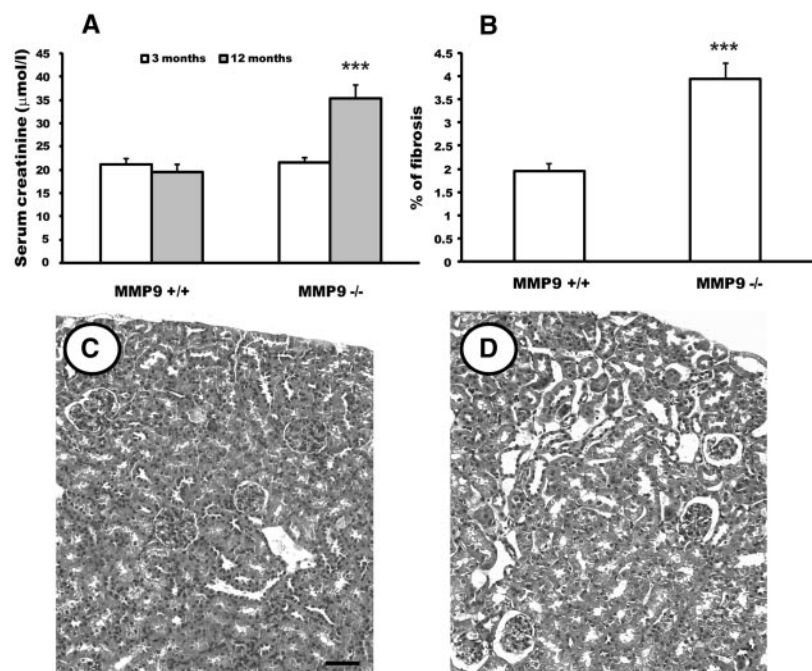 A
3 months 12 months
***
Serum creatinine (µmol/l)
50
45
40
35
30
25
20
15
10
5
0
MMP9 +/+ MMP9 -/-
B
***
% of fibrosis
4.5
4
3.5
3
2.5
2
1.5
1
0.5
0
MMP9 +/+ MMP9 -/-
C
D